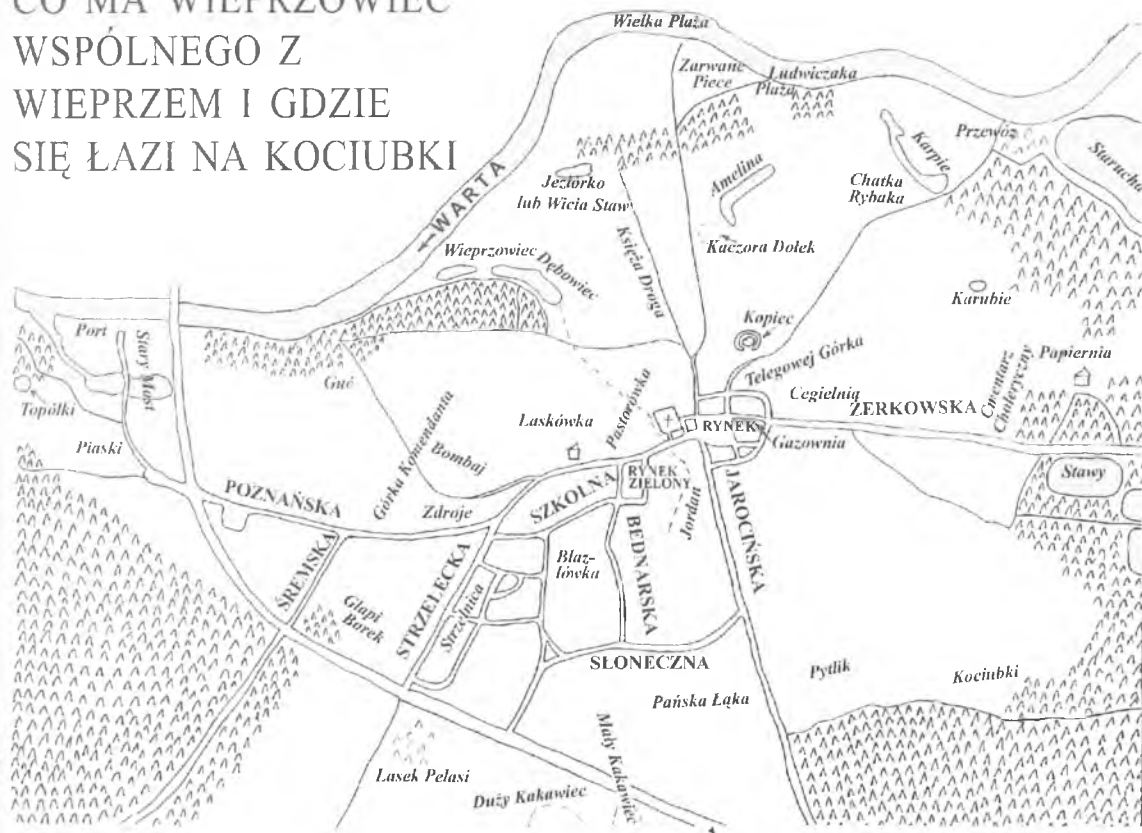 CO MA WIEPRZOWIEC
WSPÓLNEGO Z
WIEPRZEM I GDZIE
SIĘ ŁAZI NA KOCIUBKI
Wielka Plaża
Zarwane
Piece
Ludwiczaka
Plaża
Przewóz
Starucha
Karpie
Chatka
Rybaka
Amelina
WARTA
Jeziorko
lub Wicia Staw
Księża Droga
Kaczora Dołek
Wieprzowiec
Dębowiec
Karubie
Kopiec
Port
Stary Most
Topólki
Piaski
Guć
Telegowej Górka
Cegielnia
ŻERKOWSKA
Cmentarz
Choleryczny
Papiernia
Laskówka
Pastorówka
RYNEK
Gazownia
Stawy
Górka Komendanta
Bombaj
POZNAŃSKA
Zdroje
SZKOLNA
RYNEK
ZIELONY
Jordan
JAROCIŃSKA
ŚREMSKA
STRZELECKA
Strzelnica
Błaz-
lówka
BEDNARSKA
Glapi
Borek
SŁONECZNA
Pytlik
Kociubki
Pańska Łąka
Lasek Pelasi
Duży Kakawiec
Mały Kakawiec